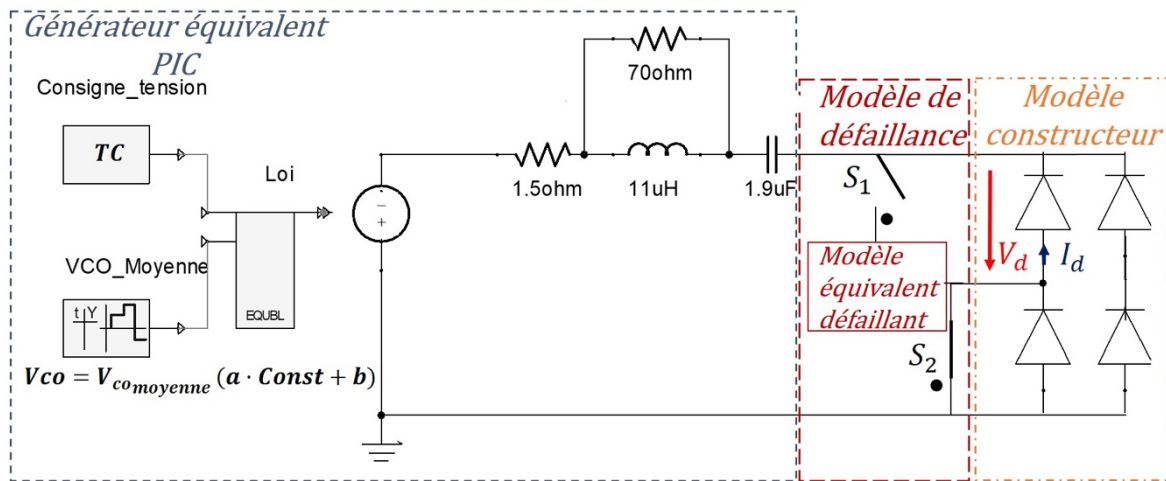 Générateur équivalent
PIC
Consigne_tension
TC
Loi
VCO_Moyenne
t Y
EQUBL
Vco = Vco_moyenne (a · Const + b)
70ohm
1.5ohm
11uH
1.9uF
Modèle de
défaillance
S1
Modèle
équivalent
défaillant
S2
Modèle
constructeur
Vd
Id